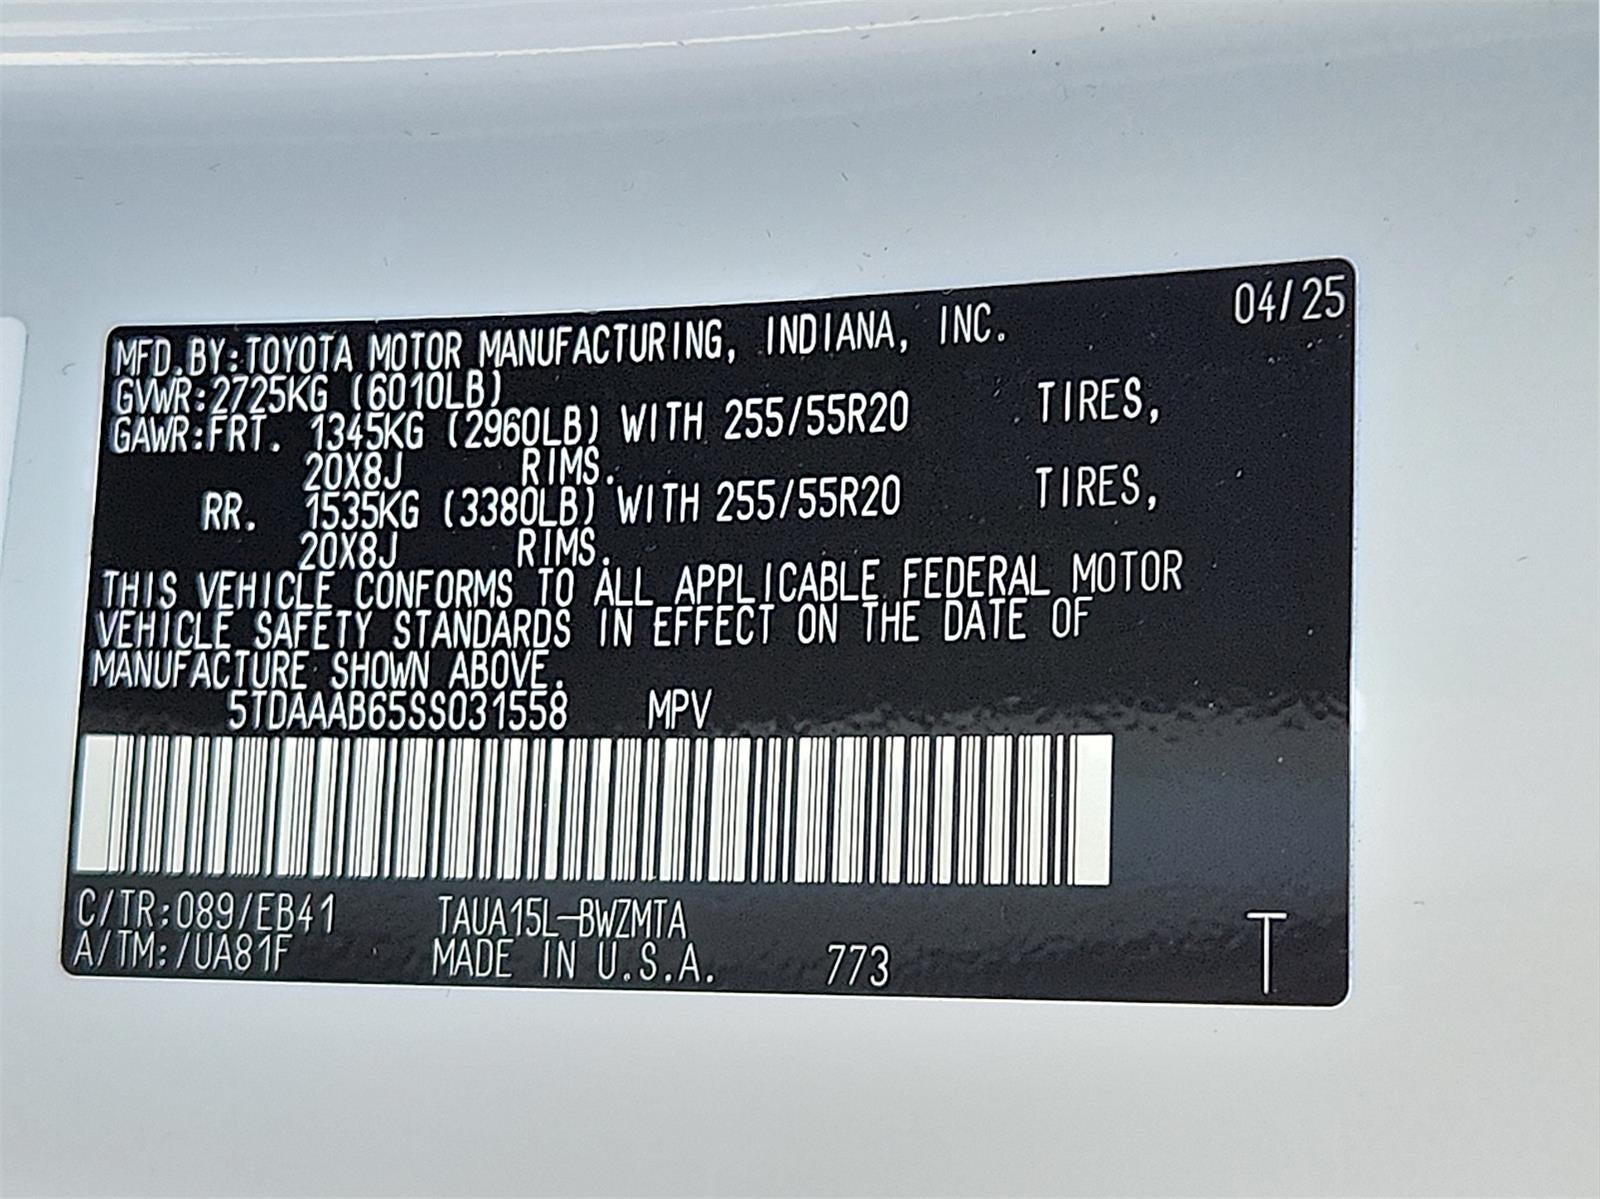 04/25
MFD.BY:TOYOTA MOTOR MANUFACTURING, INDIANA, INC.
GVWR:2725KG (6010LB)
GAWR:FRT. 1345KG (2960LB) WITH 255/55R20 TIRES,
20X8J RIMS.
RR. 1535KG (3380LB) WITH 255/55R20 TIRES,
20X8J RIMS.
THIS VEHICLE CONFORMS TO ALL APPLICABLE FEDERAL MOTOR
VEHICLE SAFETY STANDARDS IN EFFECT ON THE DATE OF
MANUFACTURE SHOWN ABOVE.
5TDAAAB65SS031558 MPV
C/TR:089/EB41 TAUA15L-BWZMTA
A/TM:/UA81F MADE IN U.S.A. 773 T